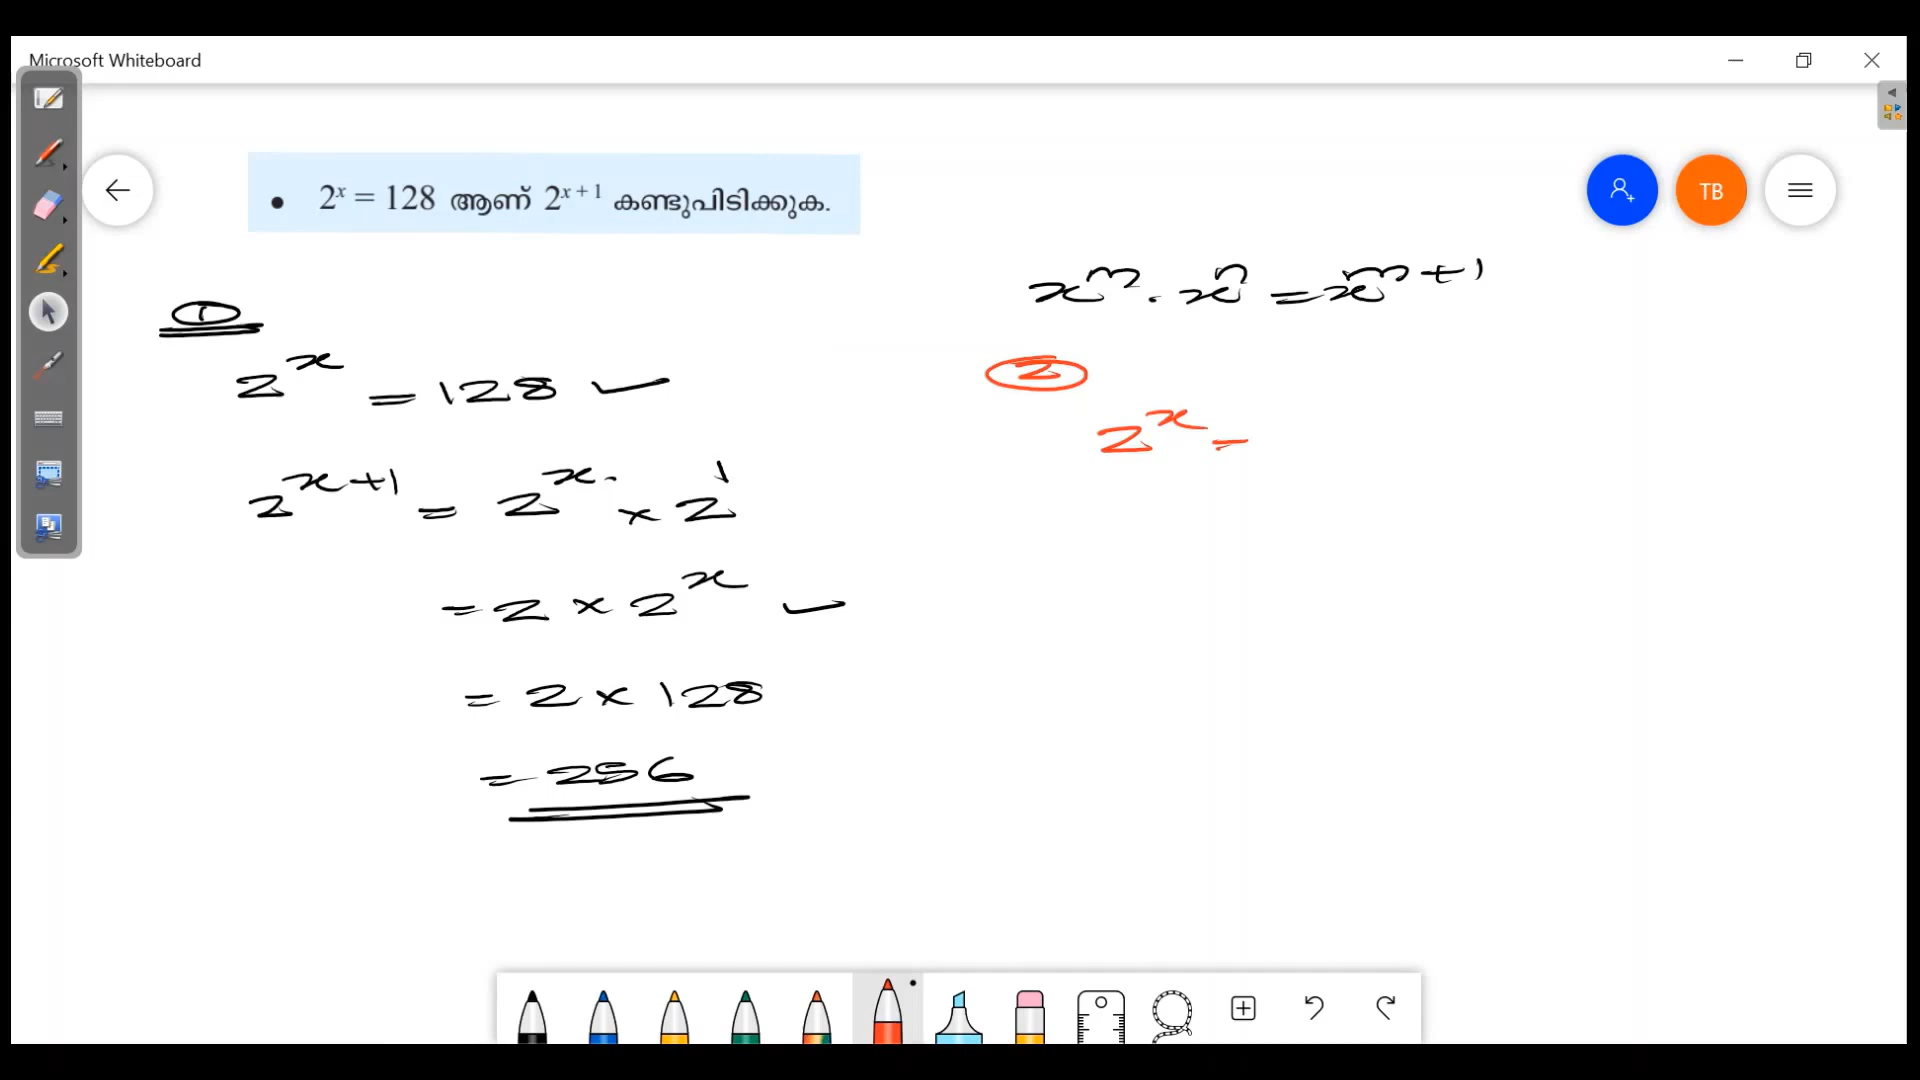 Microsoft Whiteboard
• 2ˣ = 128 ആണ് 2ˣ⁺¹ കണ്ടുപിടിക്കുക.
TB
①
2ˣ = 128 ✓
2ˣ⁺¹ = 2ˣ· × 2¹
= 2 × 2ˣ ✓
= 2 × 128
= 256
xᵐ · xⁿ = xᵐ⁺¹
②
2ˣ =